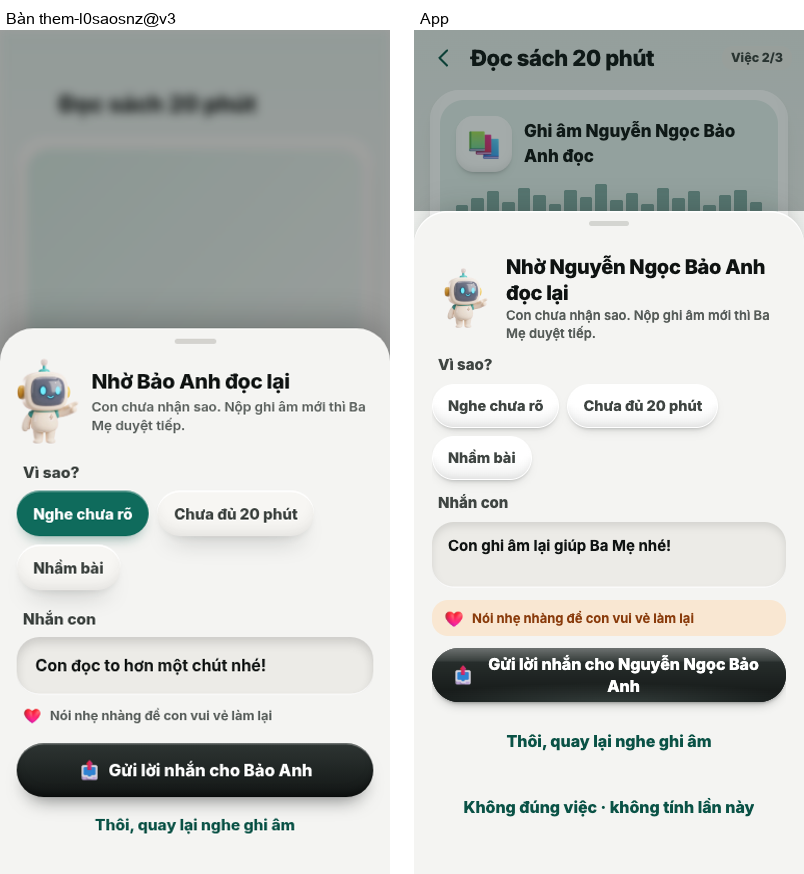 Bản them-l0saosnz@v3
Đọc sách 20 phút
Nhờ Bảo Anh đọc lại
Con chưa nhận sao. Nộp ghi âm mới thì Ba
Mẹ duyệt tiếp.
Vì sao?
Nghe chưa rõ
Chưa đủ 20 phút
Nhầm bài
Nhắn con
Con đọc to hơn một chút nhé!
Nói nhẹ nhàng để con vui vẻ làm lại
Gửi lời nhắn cho Bảo Anh
Thôi, quay lại nghe ghi âm
App
Đọc sách 20 phút
Việc 2/3
Ghi âm Nguyễn Ngọc Bảo
Anh đọc
Nhờ Nguyễn Ngọc Bảo Anh
đọc lại
Con chưa nhận sao. Nộp ghi âm mới thì Ba
Mẹ duyệt tiếp.
Vì sao?
Nghe chưa rõ
Chưa đủ 20 phút
Nhầm bài
Nhắn con
Con ghi âm lại giúp Ba Mẹ nhé!
Nói nhẹ nhàng để con vui vẻ làm lại
Gửi lời nhắn cho Nguyễn Ngọc Bảo
Anh
Thôi, quay lại nghe ghi âm
Không đúng việc · không tính lần này